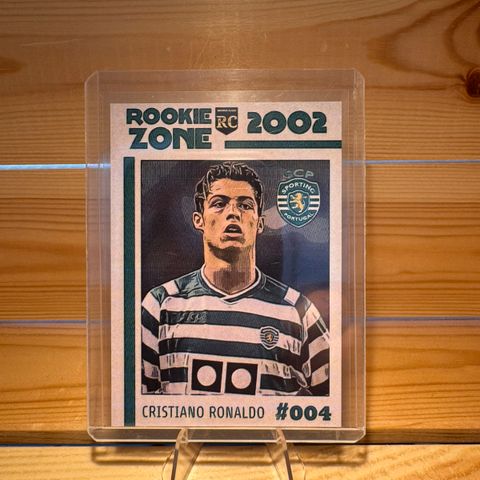 ROOKIE
ZONE
RC
2002
SCP
SPORTING
PORTUGAL
CRISTIANO RONALDO
#004